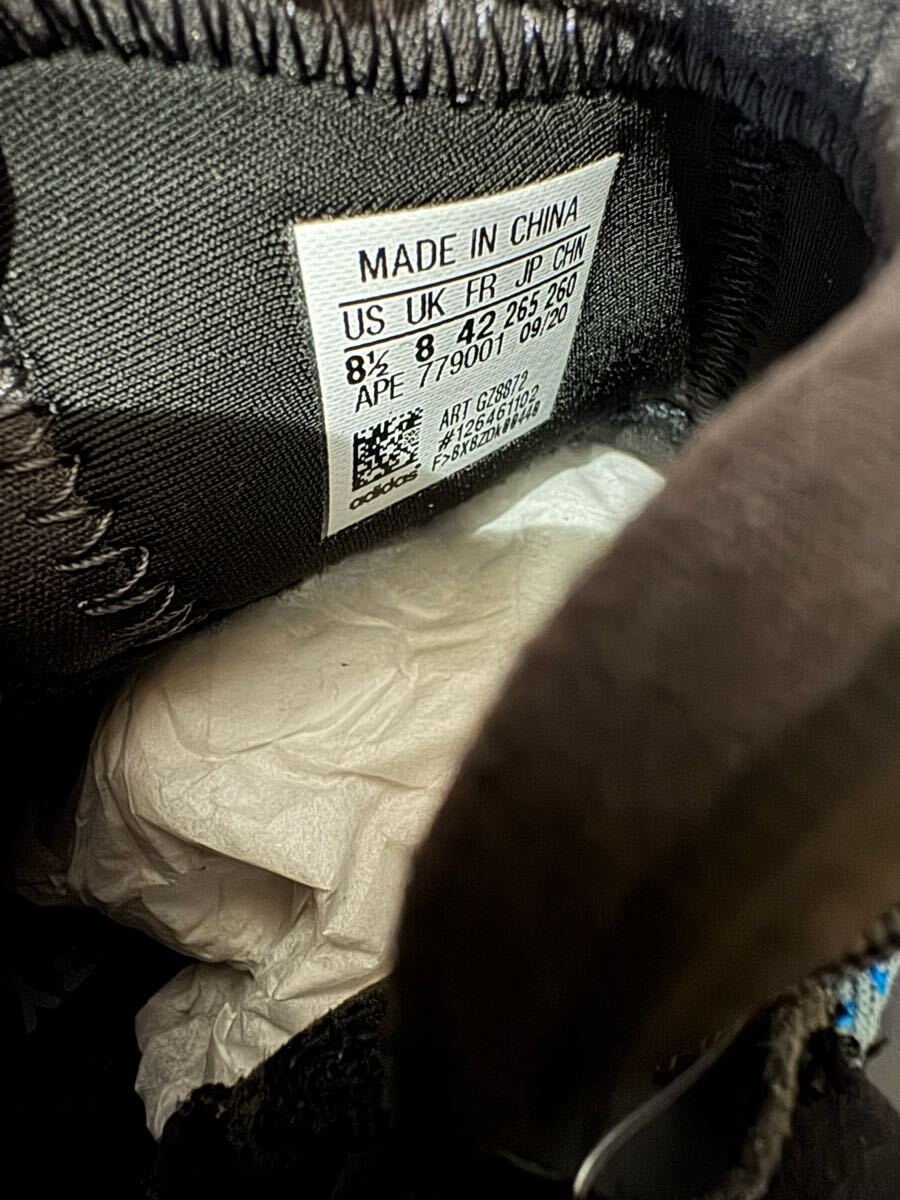 MADE IN CHINA
US UK FR JP CHN
8½ 8 42 265 260
APE 779001 09/20
ART GZ8872
#126461102
adidas